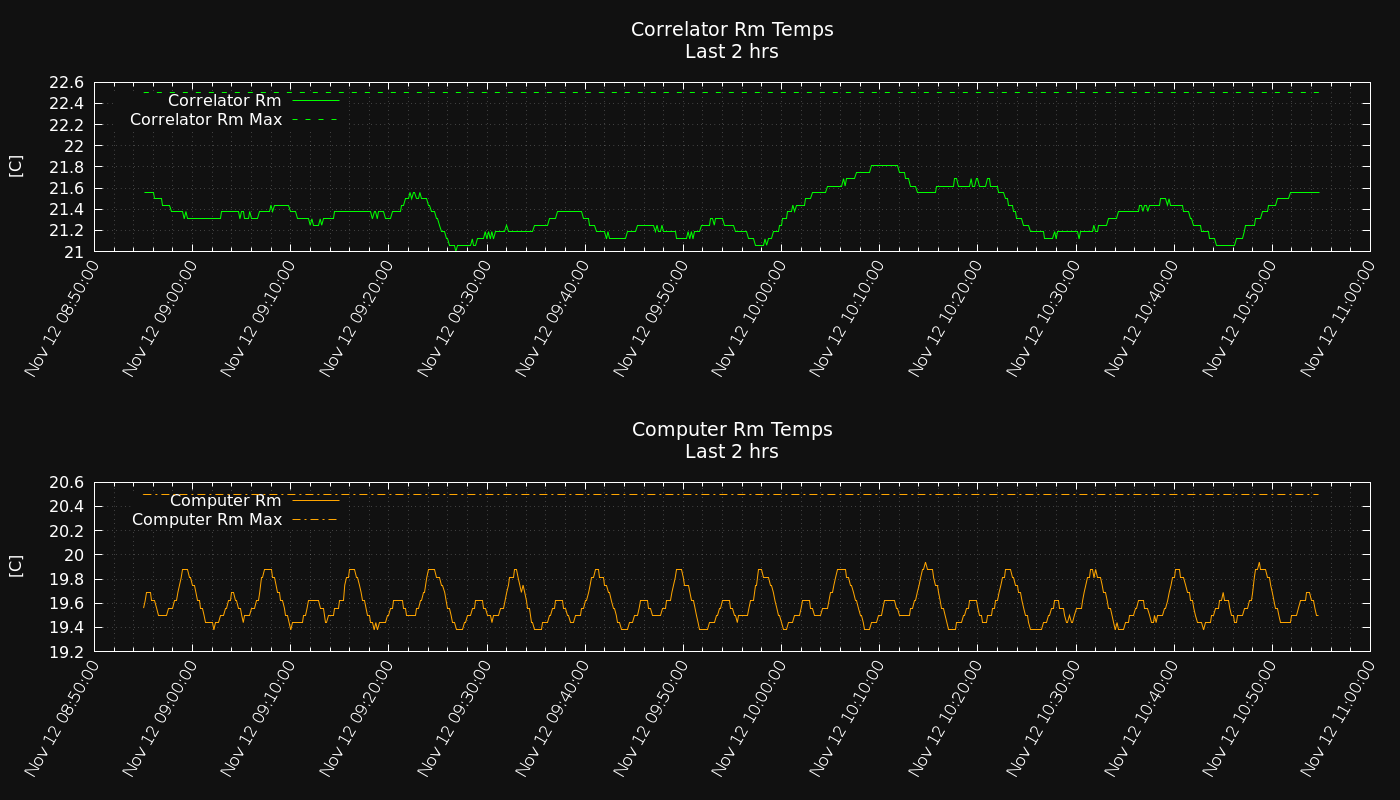 Correlator Rm Temps
Last 2 hrs
22.6
22.4
22.2
22
21.8
21.6
21.4
21.2
21
[C]
Correlator Rm
Correlator Rm Max
Nov 12 08:50:00
Nov 12 09:00:00
Nov 12 09:10:00
Nov 12 09:20:00
Nov 12 09:30:00
Nov 12 09:40:00
Nov 12 09:50:00
Nov 12 10:00:00
Nov 12 10:10:00
Nov 12 10:20:00
Nov 12 10:30:00
Nov 12 10:40:00
Nov 12 10:50:00
Nov 12 11:00:00
Computer Rm Temps
Last 2 hrs
20.6
20.4
20.2
20
19.8
19.6
19.4
19.2
[C]
Computer Rm
Computer Rm Max
Nov 12 08:50:00
Nov 12 09:00:00
Nov 12 09:10:00
Nov 12 09:20:00
Nov 12 09:30:00
Nov 12 09:40:00
Nov 12 09:50:00
Nov 12 10:00:00
Nov 12 10:10:00
Nov 12 10:20:00
Nov 12 10:30:00
Nov 12 10:40:00
Nov 12 10:50:00
Nov 12 11:00:00